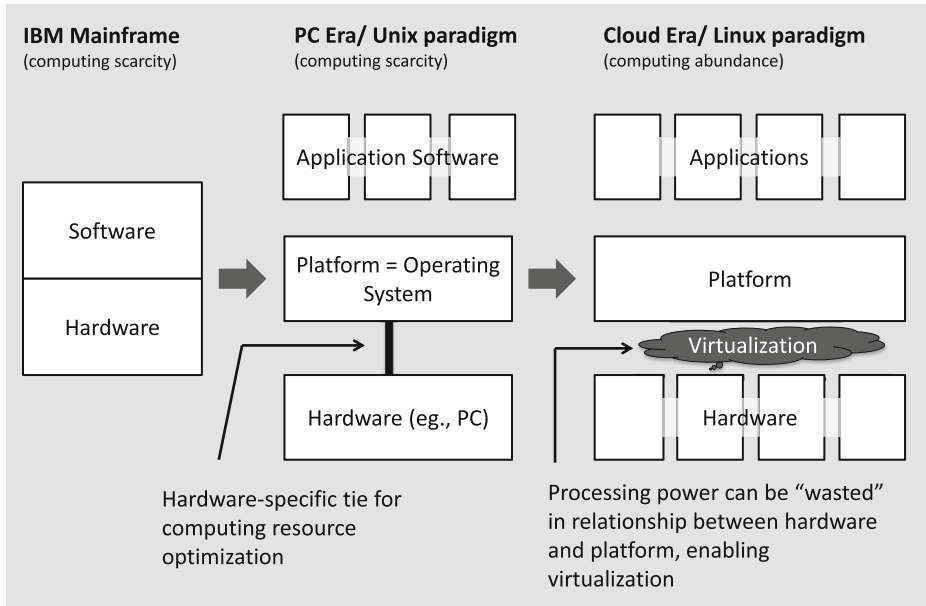 IBM Mainframe
(computing scarcity)
Software
Hardware
PC Era/ Unix paradigm
(computing scarcity)
Application Software
Platform = Operating
System
Hardware (eg., PC)
Hardware-specific tie for
computing resource
optimization
Cloud Era/ Linux paradigm
(computing abundance)
Applications
Platform
Virtualization
Hardware
Processing power can be “wasted”
in relationship between hardware
and platform, enabling
virtualization